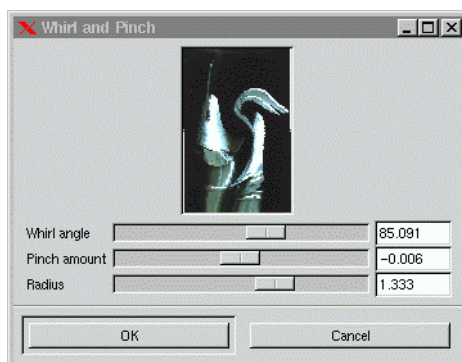 Whirl and Pinch
Whirl angle 85.091
Pinch amount -0.006
Radius 1.333
OK Cancel